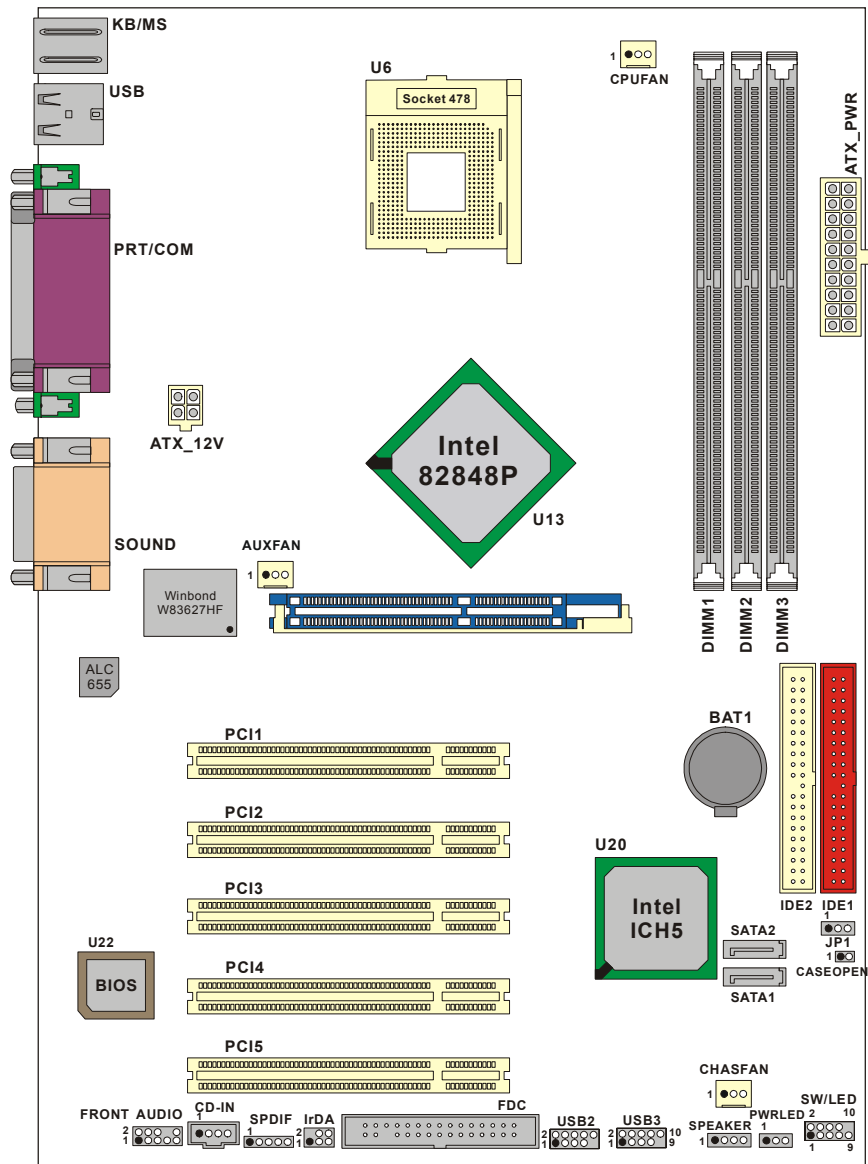 KB/MS
USB
U6
Socket 478
1
CPUFAN
ATX_PWR
PRT/COM
ATX_12V
Intel
82848P
U13
SOUND
AUXFAN
1
Winbond
W83627HF
DIMM1
DIMM2
DIMM3
ALC
655
BAT1
PCI1
PCI2
PCI3
PCI4
PCI5
U20
Intel
ICH5
IDE2
IDE1
1
JP1
1
CASEOPEN
SATA2
SATA1
U22
BIOS
CHASFAN
1
FRONT AUDIO
2
1
CD-IN
1
SPDIF
1
IrDA
2
1
FDC
USB2
2
1
USB3
2
1
10
9
SPEAKER
1
PWRLED
1
SW/LED
2
10
1
9